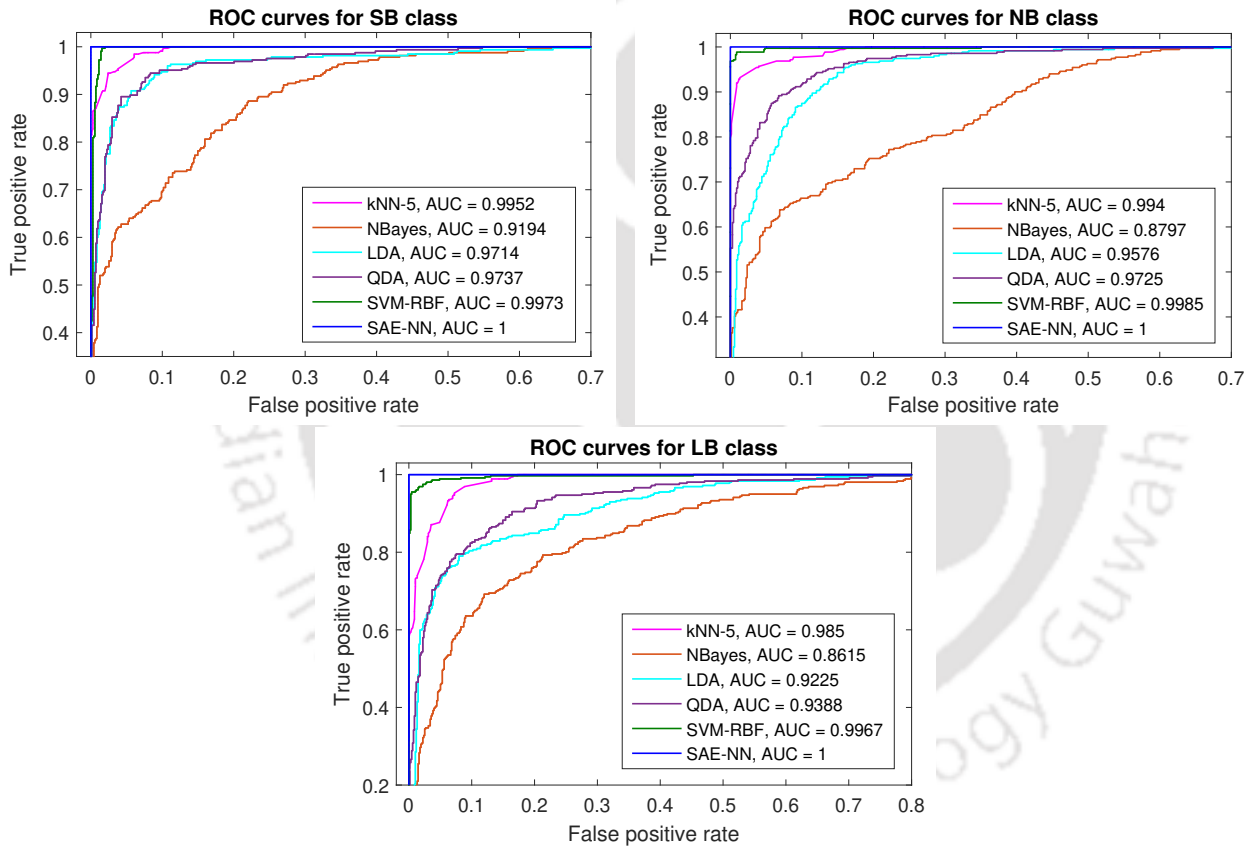 ROC curves for SB class
1
0.9
0.8
0.7
0.6
0.5
0.4
True positive rate
kNN-5, AUC = 0.9952
NBayes, AUC = 0.9194
LDA, AUC = 0.9714
QDA, AUC = 0.9737
SVM-RBF, AUC = 0.9973
SAE-NN, AUC = 1
0 0.1 0.2 0.3 0.4 0.5 0.6 0.7
False positive rate
ROC curves for NB class
1
0.9
0.8
0.7
0.6
0.5
0.4
True positive rate
kNN-5, AUC = 0.994
NBayes, AUC = 0.8797
LDA, AUC = 0.9576
QDA, AUC = 0.9725
SVM-RBF, AUC = 0.9985
SAE-NN, AUC = 1
0 0.1 0.2 0.3 0.4 0.5 0.6 0.7
False positive rate
ROC curves for LB class
1
0.8
0.6
0.4
0.2
True positive rate
kNN-5, AUC = 0.985
NBayes, AUC = 0.8615
LDA, AUC = 0.9225
QDA, AUC = 0.9388
SVM-RBF, AUC = 0.9967
SAE-NN, AUC = 1
0 0.1 0.2 0.3 0.4 0.5 0.6 0.7 0.8
False positive rate
dian In
ogy Guwah